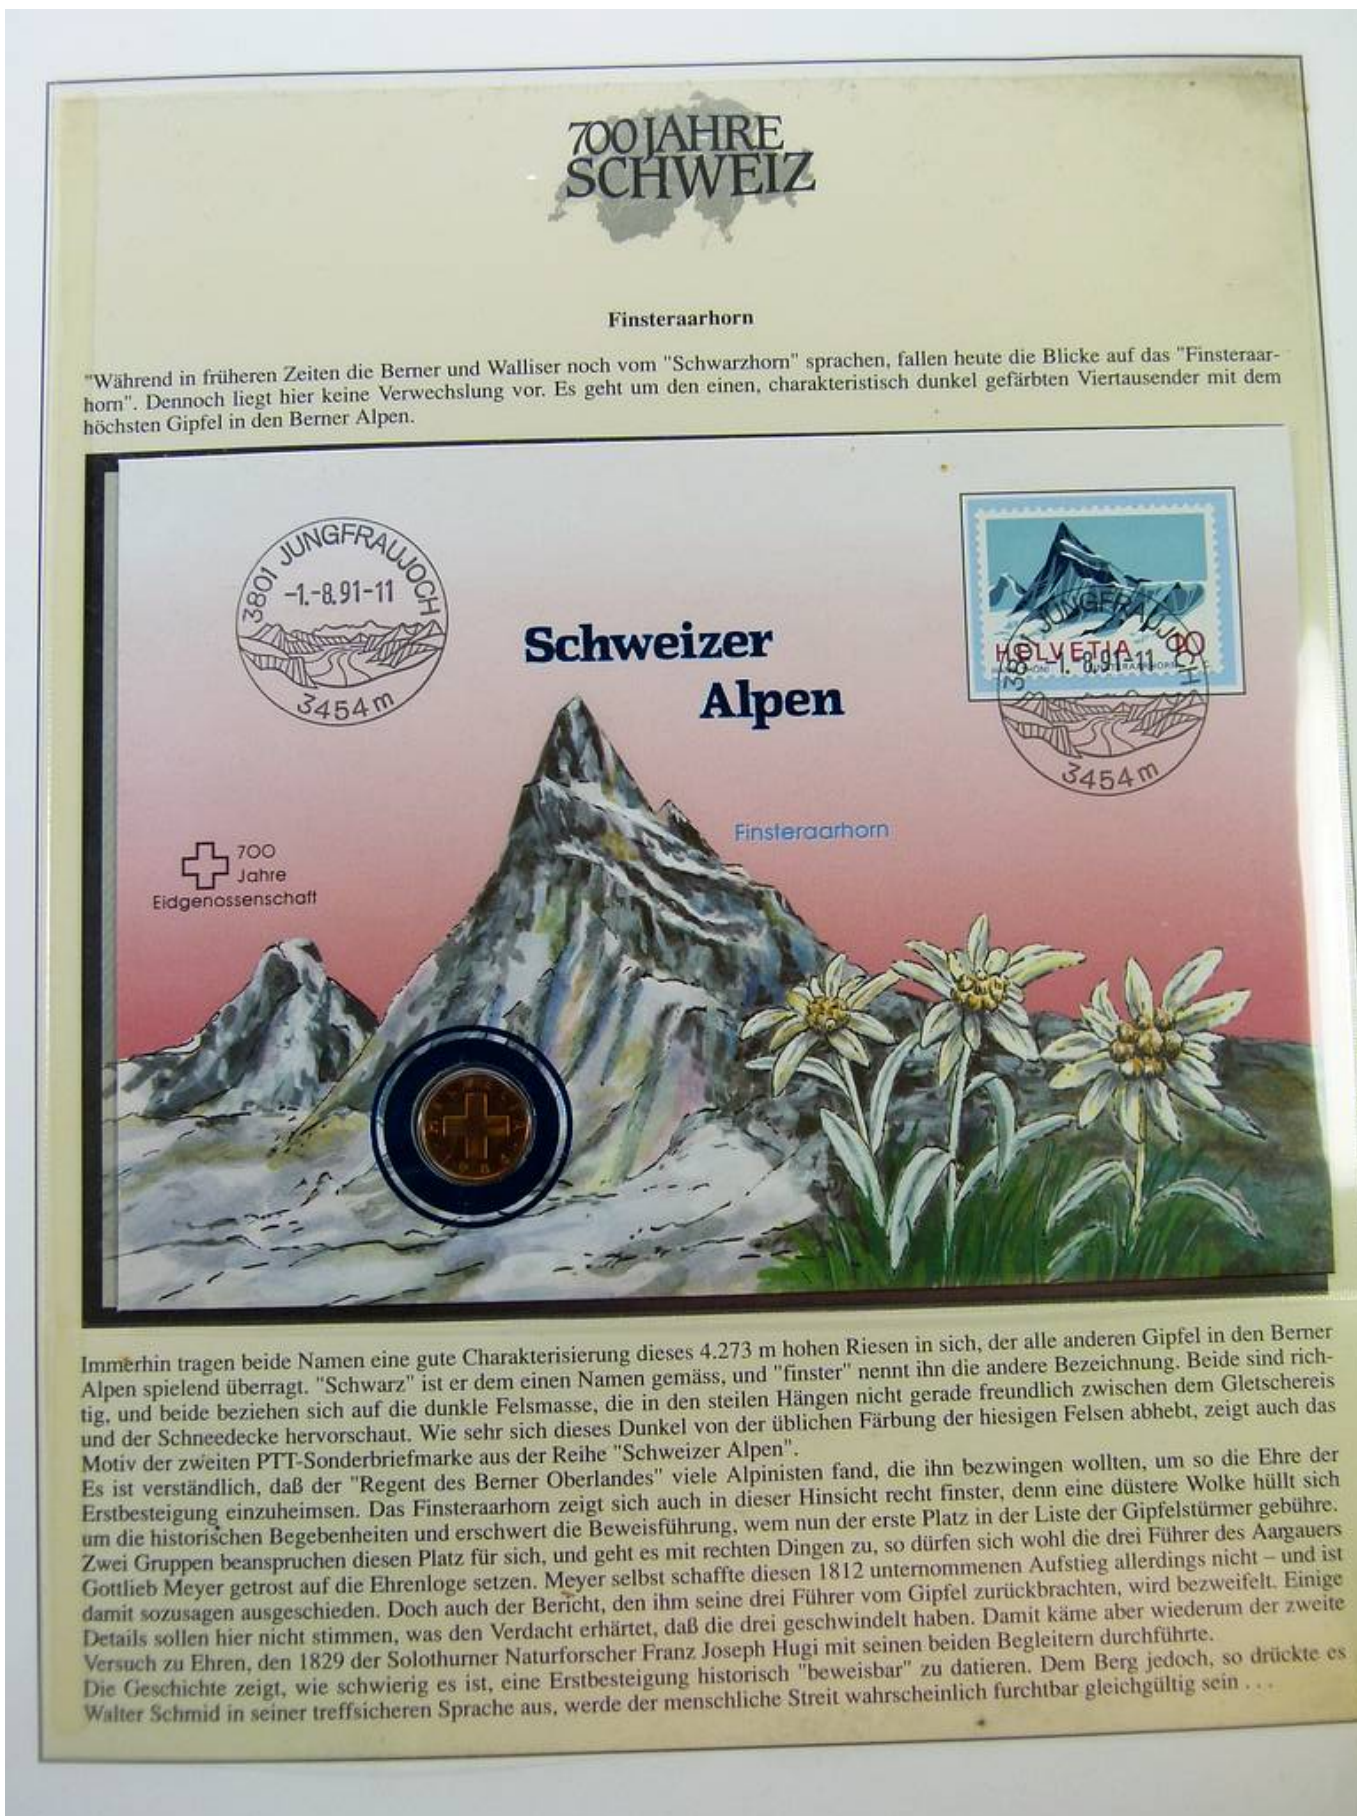 700 JAHRE
SCHWEIZ
Finsteraarhorn
"Während in früheren Zeiten die Berner und Walliser noch vom "Schwarzhorn" sprachen, fallen heute die Blicke auf das "Finsteraar-
horn". Dennoch liegt hier keine Verwechslung vor. Es geht um den einen, charakteristisch dunkel gefärbten Viertausender mit dem
höchsten Gipfel in den Berner Alpen.
3801 JUNGFRAUJOCH
-1.-8.91-11
3454 m
HELVETIA 90
3801 JUNGFRAUJOCH
-1.-8.91-11
3454 m
Schweizer
Alpen
Finsteraarhorn
700
Jahre
Eidgenossenschaft
Immerhin tragen beide Namen eine gute Charakterisierung dieses 4.273 m hohen Riesen in sich, der alle anderen Gipfel in den Berner
Alpen spielend überragt. "Schwarz" ist er dem einen Namen gemäss, und "finster" nennt ihn die andere Bezeichnung. Beide sind rich-
tig, und beide beziehen sich auf die dunkle Felsmasse, die in den steilen Hängen nicht gerade freundlich zwischen dem Gletschereis
und der Schneedecke hervorschaut. Wie sehr sich dieses Dunkel von der üblichen Färbung der hiesigen Felsen abhebt, zeigt auch das
Motiv der zweiten PTT-Sonderbriefmarke aus der Reihe "Schweizer Alpen".
Es ist verständlich, daß der "Regent des Berner Oberlandes" viele Alpinisten fand, die ihn bezwingen wollten, um so die Ehre der
Erstbesteigung einzuheimsen. Das Finsteraarhorn zeigt sich auch in dieser Hinsicht recht finster, denn eine düstere Wolke hüllt sich
um die historischen Begebenheiten und erschwert die Beweisführung, wem nun der erste Platz in der Liste der Gipfelstürmer gebühre.
Zwei Gruppen beanspruchen diesen Platz für sich, und geht es mit rechten Dingen zu, so dürfen sich wohl die drei Führer des Aargauers
Gottlieb Meyer getrost auf die Ehrenloge setzen. Meyer selbst schaffte diesen 1812 unternommenen Aufstieg allerdings nicht – und ist
damit sozusagen ausgeschieden. Doch auch der Bericht, den ihm seine drei Führer vom Gipfel zurückbrachten, wird bezweifelt. Einige
Details sollen hier nicht stimmen, was den Verdacht erhärtet, daß die drei geschwindelt haben. Damit käme aber wiederum der zweite
Versuch zu Ehren, den 1829 der Solothurner Naturforscher Franz Joseph Hugi mit seinen beiden Begleitern durchführte.
Die Geschichte zeigt, wie schwierig es ist, eine Erstbesteigung historisch "beweisbar" zu datieren. Dem Berg jedoch, so drückte es
Walter Schmid in seiner treffsicheren Sprache aus, werde der menschliche Streit wahrscheinlich furchtbar gleichgültig sein . . .